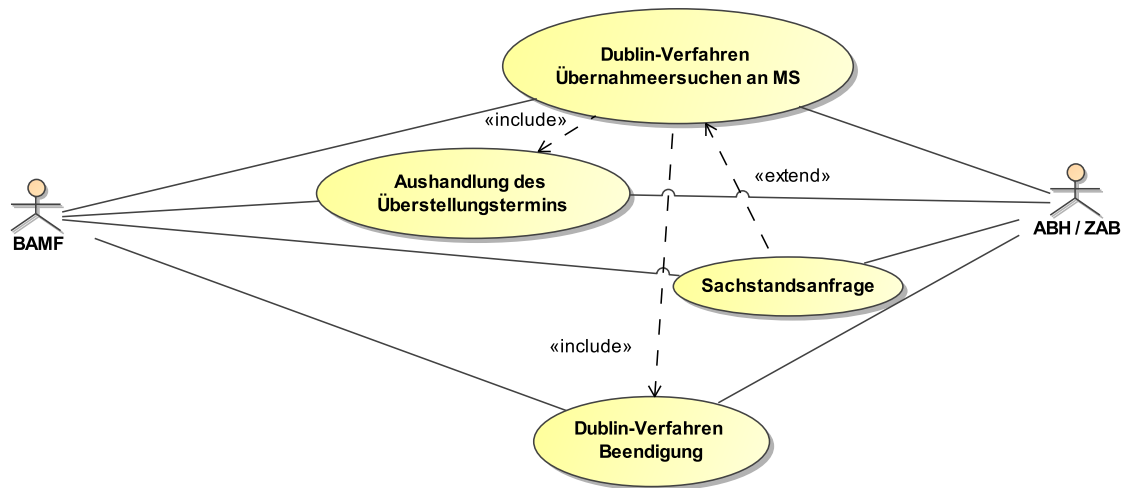 Dublin-Verfahren
Übernahmeersuchen an MS
«include»
Aushandlung des
Überstellungstermins
«extend»
BAMF
ABH / ZAB
Sachstandsanfrage
«include»
Dublin-Verfahren
Beendigung